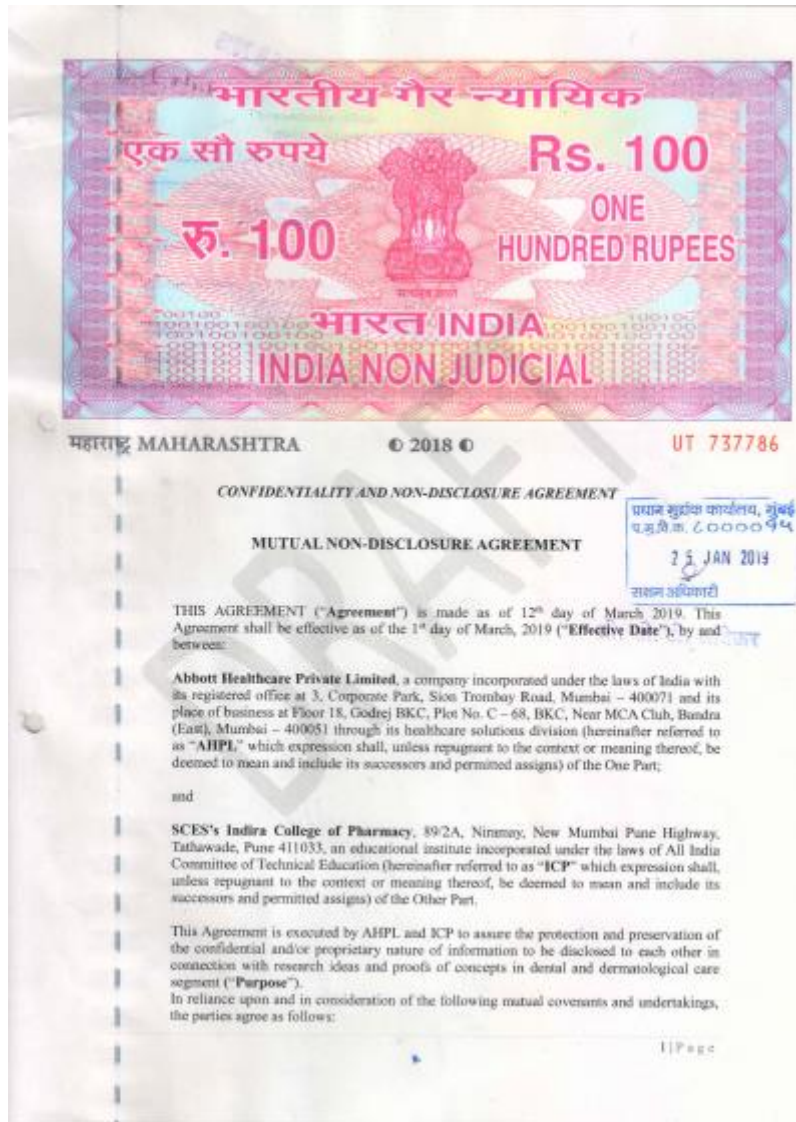 भारतीय गैर न्यायिक
एक सौ रुपये
Rs. 100
रु. 100
ONE
HUNDRED RUPEES
सत्यमेव जयते
भारत INDIA
INDIA NON JUDICIAL
महाराष्ट्र MAHARASHTRA
2018
UT 737786
DRAFT
CONFIDENTIALITY AND NON-DISCLOSURE AGREEMENT
प्रधान मुद्रांक कार्यालय, मुंबई
प.मु.वि.क्र. ८००००१५
25 JAN 2019
सक्षम अधिकारी
MUTUAL NON-DISCLOSURE AGREEMENT
THIS AGREEMENT (“Agreement”) is made as of 12th day of March 2019. This
Agreement shall be effective as of the 1st day of March, 2019 (“Effective Date”), by and
between:
Abbott Healthcare Private Limited, a company incorporated under the laws of India with
its registered office at 3, Corporate Park, Sion Trombay Road, Mumbai – 400071 and its
place of business at Floor 18, Godrej BKC, Plot No. C – 68, BKC, Near MCA Club, Bandra
(East), Mumbai – 400051 through its healthcare solutions division (hereinafter referred to
as “AHPL” which expression shall, unless repugnant to the context or meaning thereof, be
deemed to mean and include its successors and permitted assigns) of the One Part;
and
SCES's Indira College of Pharmacy, 89/2A, Niramay, New Mumbai Pune Highway,
Tathawade, Pune 411033, an educational institute incorporated under the laws of All India
Committee of Technical Education (hereinafter referred to as “ICP” which expression shall,
unless repugnant to the context or meaning thereof, be deemed to mean and include its
successors and permitted assigns) of the Other Part.
This Agreement is executed by AHPL and ICP to assure the protection and preservation of
the confidential and/or proprietary nature of information to be disclosed to each other in
connection with research ideas and proofs of concepts in dental and dermatological care
segment (“Purpose”).
In reliance upon and in consideration of the following mutual covenants and undertakings,
the parties agree as follows:
1|Page